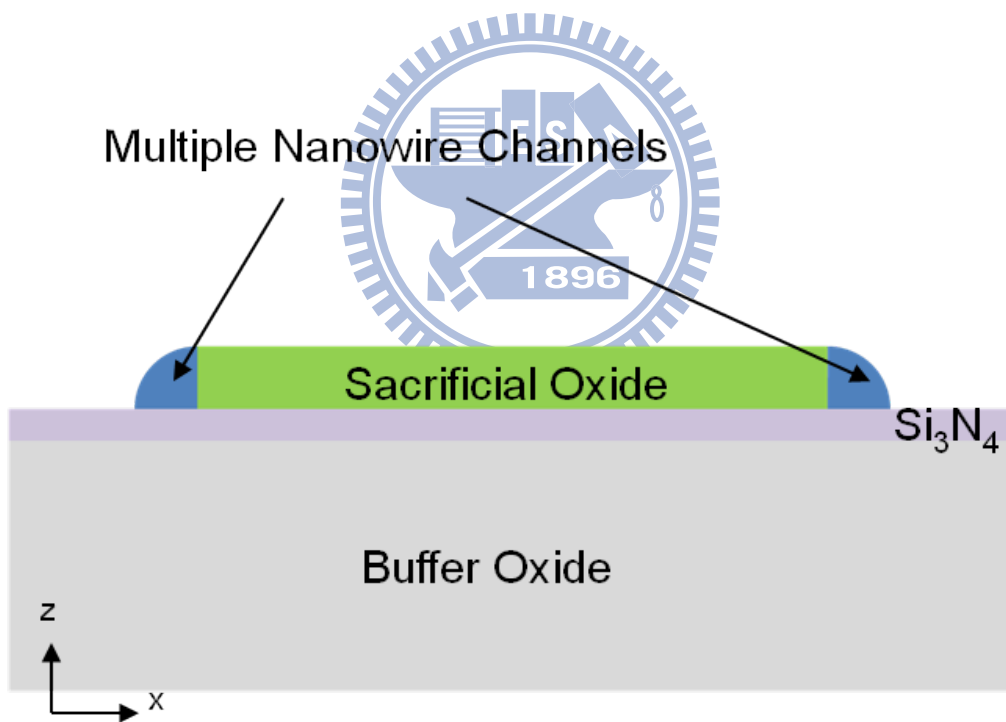 Multiple Nanowire Channels
E S A
1896
Sacrificial Oxide
Si₃N₄
Buffer Oxide
z
x